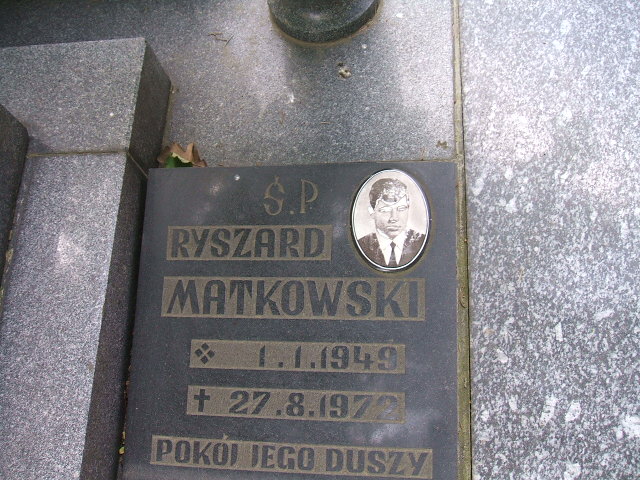 Ś.P.
RYSZARD
MATKOWSKI
1.1.1949
27.8.1972
POKÓJ JEGO DUSZY